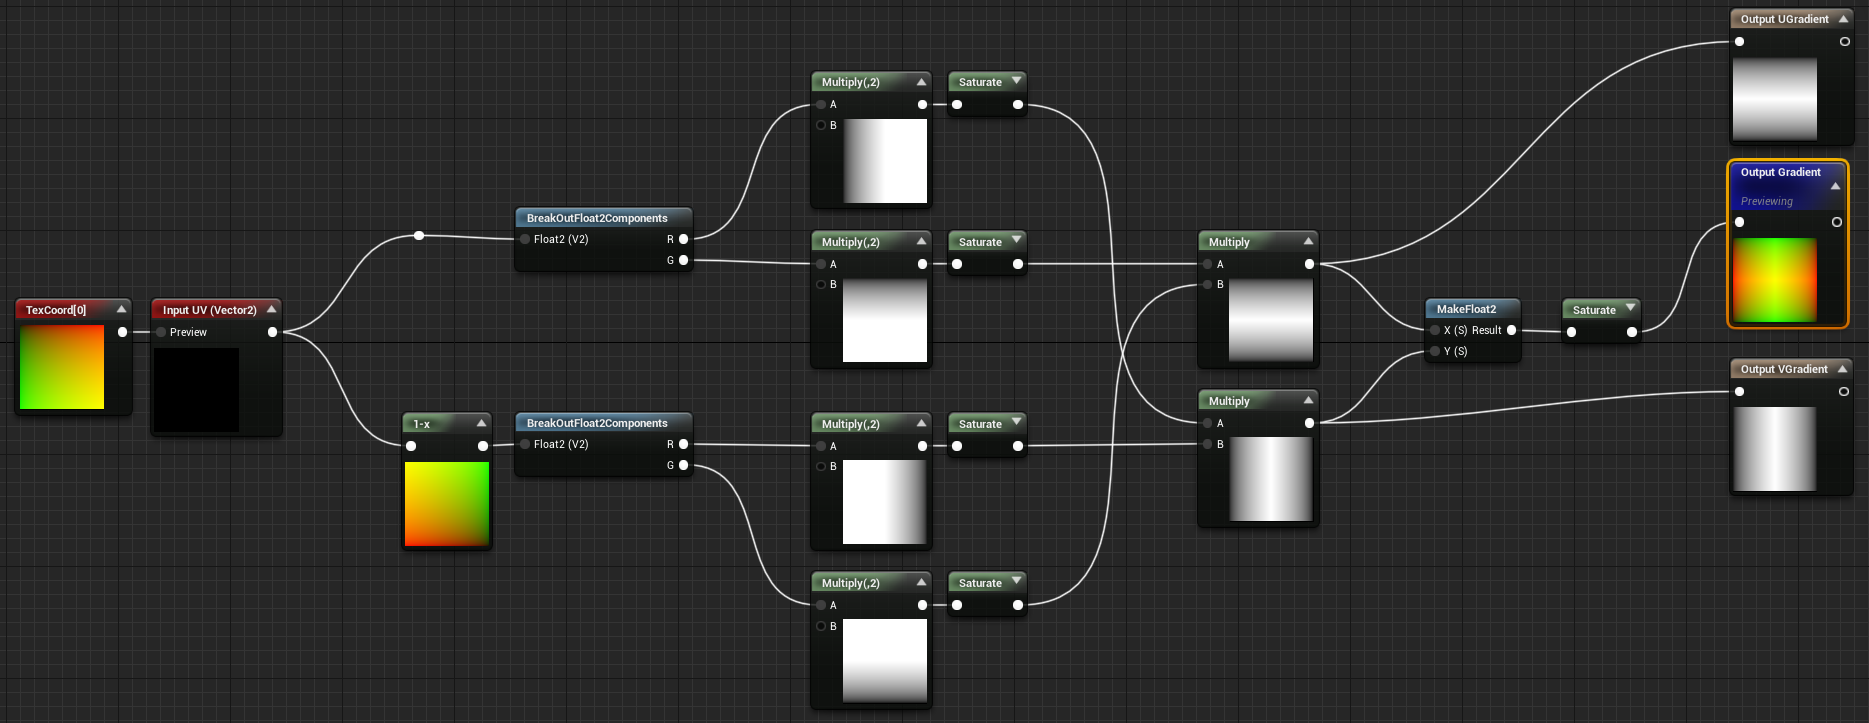 TexCoord[0]
Input UV (Vector2)
Preview
1-x
BreakOutFloat2Components
Float2 (V2) R
G
BreakOutFloat2Components
Float2 (V2) R
G
Multiply(,2)
A
B
Saturate
Multiply(,2)
A
B
Saturate
Multiply(,2)
A
B
Saturate
Multiply(,2)
A
B
Saturate
Multiply
A
B
Multiply
A
B
MakeFloat2
X (S) Result
Y (S)
Saturate
Output UGradient
Output Gradient
Previewing
Output VGradient